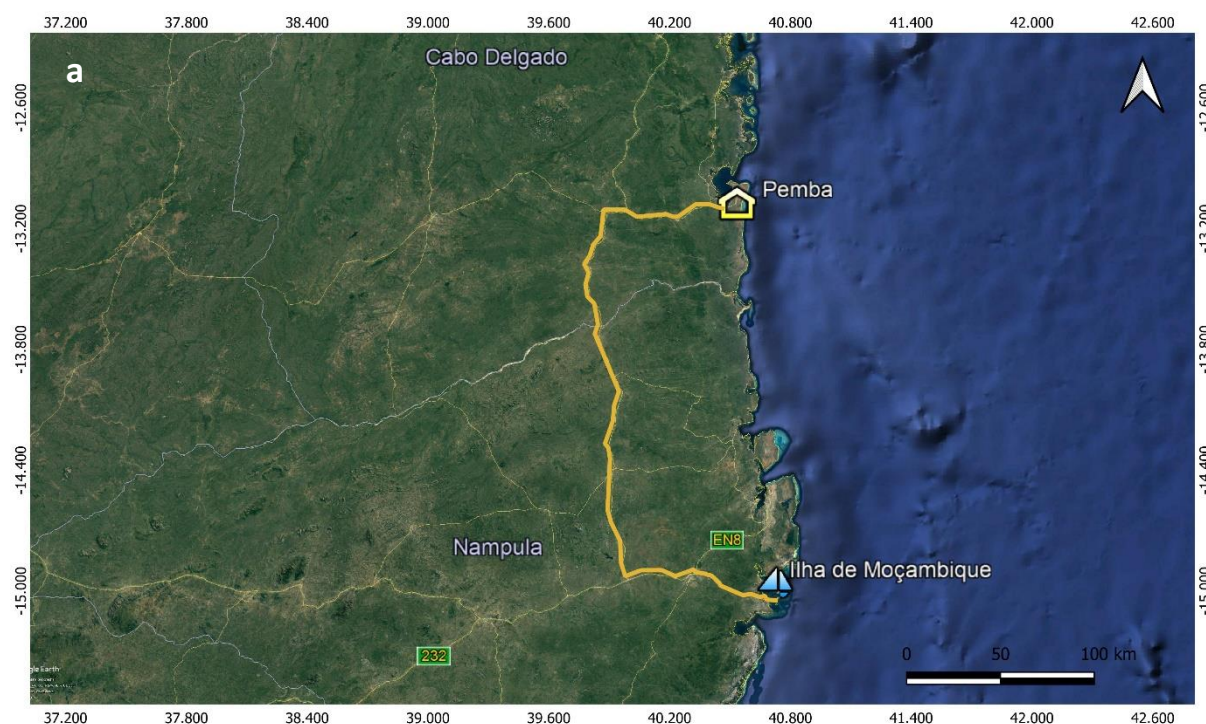 37.200 37.800 38.400 39.000 39.600 40.200 40.800 41.400 42.000 42.600
a
Cabo Delgado
-12.600 -12.600
Pemba
-13.200 -13.200
-13.800 -13.800
-14.400 -14.400
Nampula
EN8
Ilha de Moçambique
-15.000 -15.000
232
0 50 100 km
gle Earth
37.200 37.800 38.400 39.000 39.600 40.200 40.800 41.400 42.000 42.600